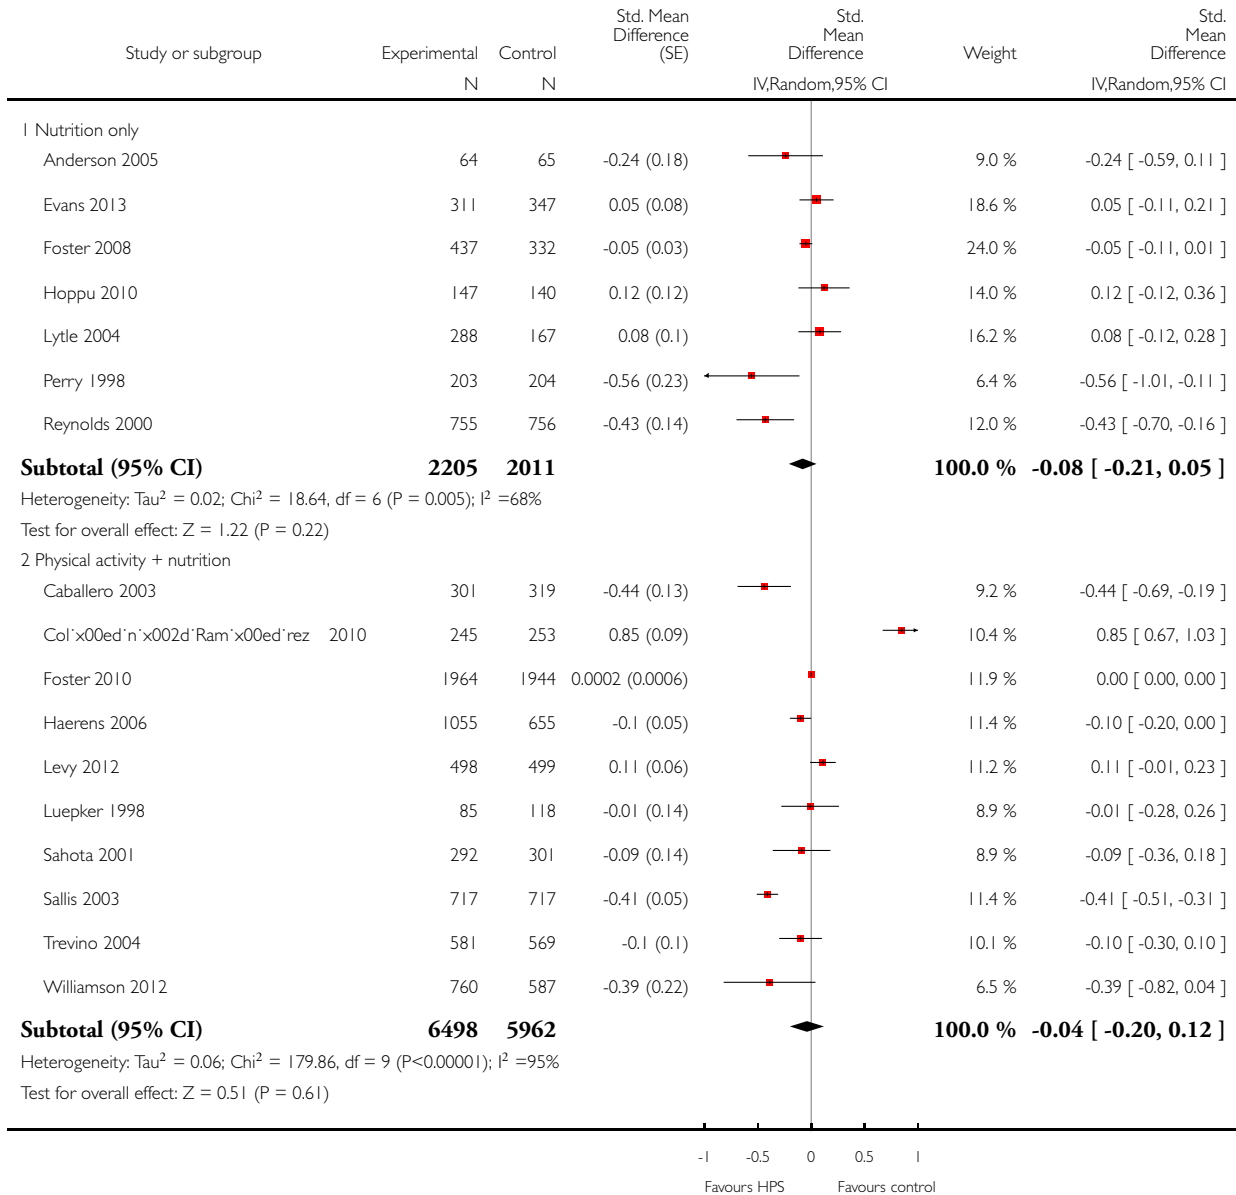 Study or subgroup Experimental Control Std. Mean Difference (SE) Std. Mean Difference Weight Std. Mean Difference
N N IV,Random,95% CI IV,Random,95% CI
1 Nutrition only
Anderson 2005 64 65 -0.24 (0.18) 9.0 % -0.24 [ -0.59, 0.11 ]
Evans 2013 311 347 0.05 (0.08) 18.6 % 0.05 [ -0.11, 0.21 ]
Foster 2008 437 332 -0.05 (0.03) 24.0 % -0.05 [ -0.11, 0.01 ]
Hoppu 2010 147 140 0.12 (0.12) 14.0 % 0.12 [ -0.12, 0.36 ]
Lytle 2004 288 167 0.08 (0.1) 16.2 % 0.08 [ -0.12, 0.28 ]
Perry 1998 203 204 -0.56 (0.23) 6.4 % -0.56 [ -1.01, -0.11 ]
Reynolds 2000 755 756 -0.43 (0.14) 12.0 % -0.43 [ -0.70, -0.16 ]
Subtotal (95% CI) 2205 2011 100.0 % -0.08 [ -0.21, 0.05 ]
Heterogeneity: Tau² = 0.02; Chi² = 18.64, df = 6 (P = 0.005); I² =68%
Test for overall effect: Z = 1.22 (P = 0.22)
2 Physical activity + nutrition
Caballero 2003 301 319 -0.44 (0.13) 9.2 % -0.44 [ -0.69, -0.19 ]
Col˙x00ed˙n˙x002d˙Ram˙x00ed˙rez 2010 245 253 0.85 (0.09) 10.4 % 0.85 [ 0.67, 1.03 ]
Foster 2010 1964 1944 0.0002 (0.0006) 11.9 % 0.00 [ 0.00, 0.00 ]
Haerens 2006 1055 655 -0.1 (0.05) 11.4 % -0.10 [ -0.20, 0.00 ]
Levy 2012 498 499 0.11 (0.06) 11.2 % 0.11 [ -0.01, 0.23 ]
Luepker 1998 85 118 -0.01 (0.14) 8.9 % -0.01 [ -0.28, 0.26 ]
Sahota 2001 292 301 -0.09 (0.14) 8.9 % -0.09 [ -0.36, 0.18 ]
Sallis 2003 717 717 -0.41 (0.05) 11.4 % -0.41 [ -0.51, -0.31 ]
Trevino 2004 581 569 -0.1 (0.1) 10.1 % -0.10 [ -0.30, 0.10 ]
Williamson 2012 760 587 -0.39 (0.22) 6.5 % -0.39 [ -0.82, 0.04 ]
Subtotal (95% CI) 6498 5962 100.0 % -0.04 [ -0.20, 0.12 ]
Heterogeneity: Tau² = 0.06; Chi² = 179.86, df = 9 (P<0.00001); I² =95%
Test for overall effect: Z = 0.51 (P = 0.61)
-1 -0.5 0 0.5 1
Favours HPS Favours control